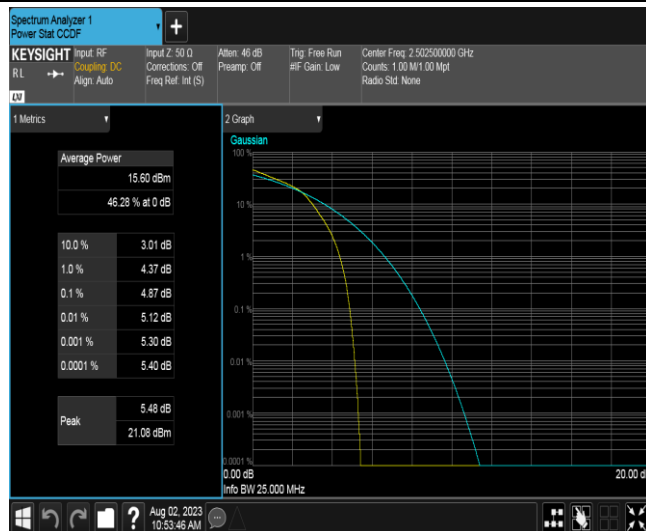 Spectrum Analyzer 1
Power Stat CCDF
KEYSIGHT
RL
Input: RF
Coupling: DC
Align: Auto
Input Z: 50 Ω
Corrections: Off
Freq Ref: Int (S)
Atten: 46 dB
Preamp: Off
Trig: Free Run
#IF Gain: Low
Center Freq: 2.502500000 GHz
Counts: 1.00 M/1.00 Mpt
Radio Std: None
1 Metrics
Average Power
15.60 dBm
46.28 % at 0 dB
10.0 % 3.01 dB
1.0 % 4.37 dB
0.1 % 4.87 dB
0.01 % 5.12 dB
0.001 % 5.30 dB
0.0001 % 5.40 dB
Peak
5.48 dB
21.08 dBm
2 Graph
Gaussian
100 %
10 %
1 %
0.1 %
0.01 %
0.001 %
0.0001 %
0.00 dB
20.00 d
Info BW 25.000 MHz
Aug 02, 2023
10:53:46 AM